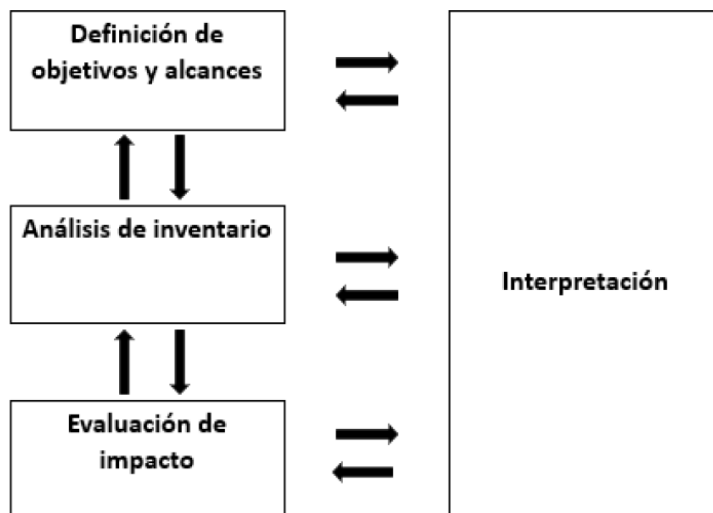 Definición de
objetivos y alcances
Análisis de inventario
Interpretación
Evaluación de
impacto